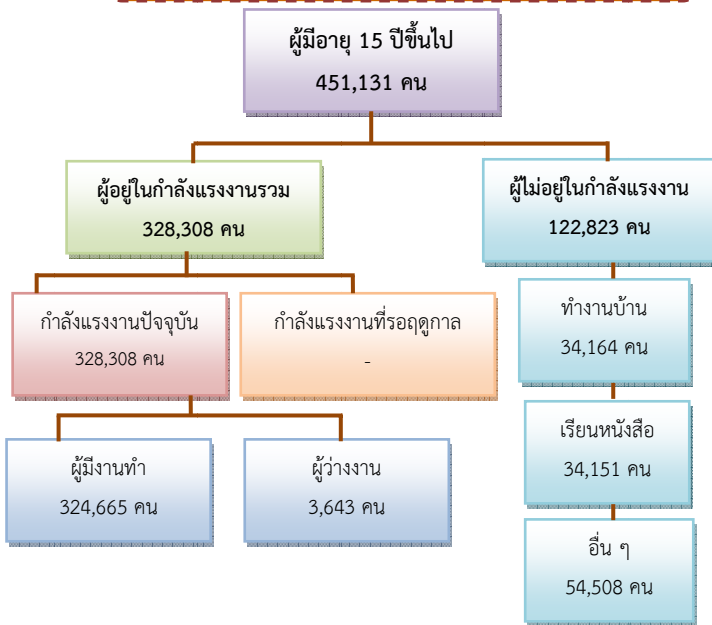 ผู้มีอายุ 15 ปีขึ้นไป
451,131 คน
ผู้อยู่ในกำลังแรงงานรวม
328,308 คน
ผู้ไม่อยู่ในกำลังแรงงาน
122,823 คน
กำลังแรงงานปัจจุบัน
328,308 คน
กำลังแรงงานที่รอฤดูกาล
-
ทำงานบ้าน
34,164 คน
ผู้มีงานทำ
324,665 คน
ผู้ว่างงาน
3,643 คน
เรียนหนังสือ
34,151 คน
อื่น ๆ
54,508 คน